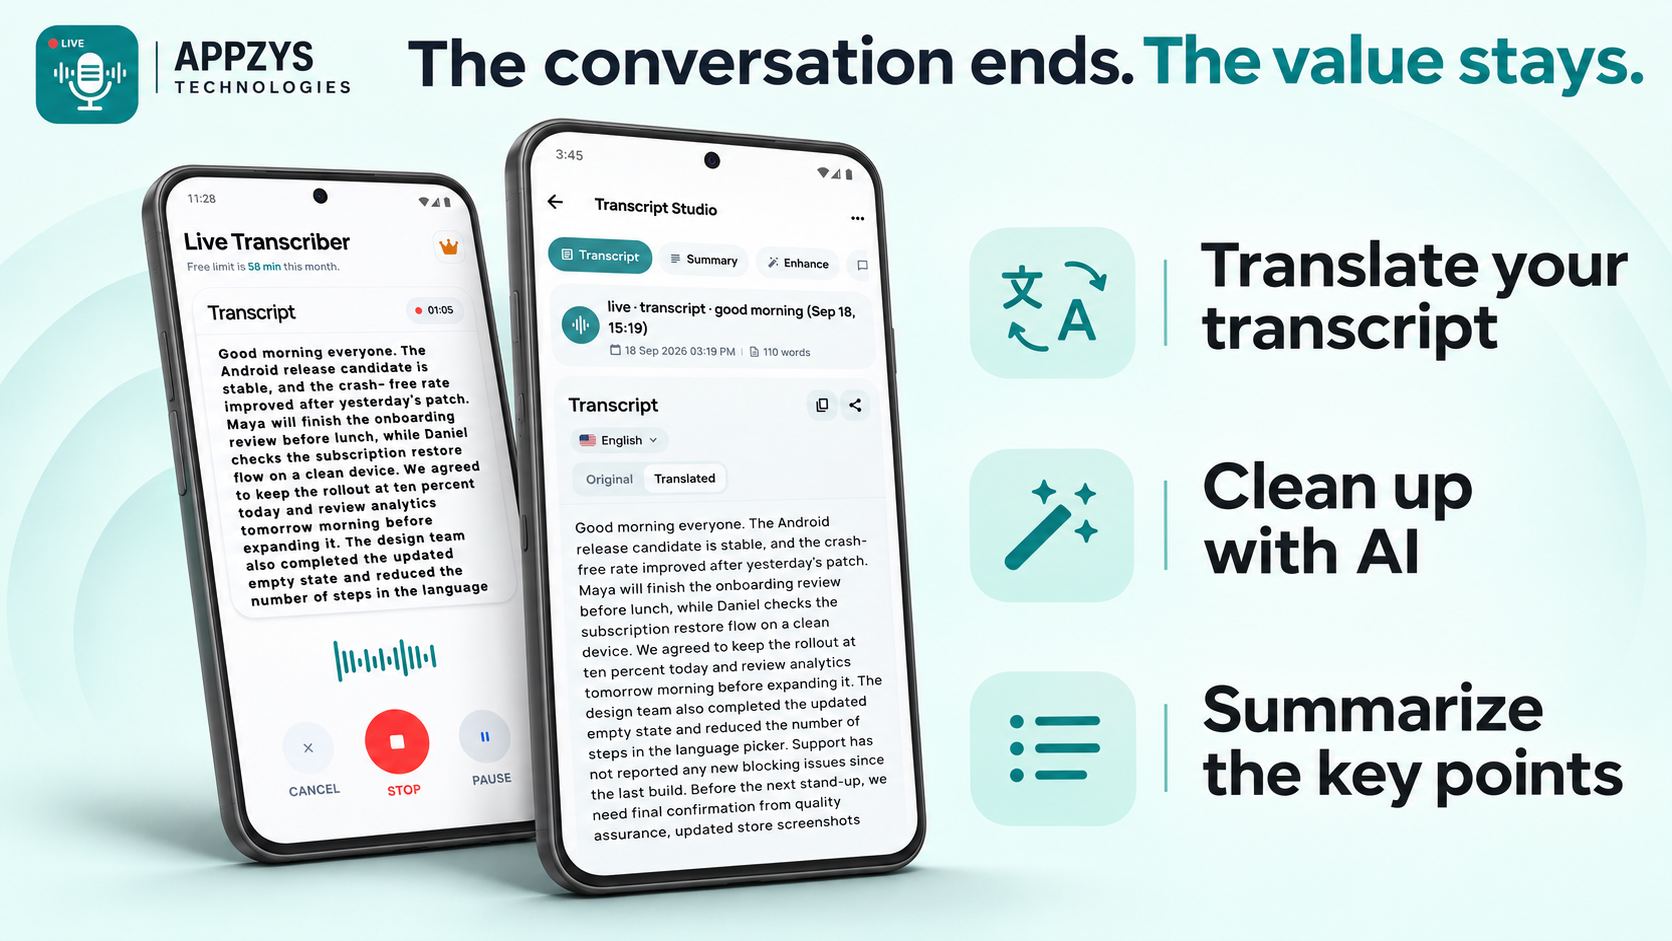 LIVE
APPZYS
TECHNOLOGIES
The conversation ends. The value stays.
11:28
Live Transcriber
Free limit is 58 min this month.
Transcript
01:05
Good morning everyone. The
Android release candidate is
stable, and the crash- free rate
improved after yesterday's patch.
Maya will finish the onboarding
review before lunch, while Daniel
checks the subscription restore
flow on a clean device. We agreed
to keep the rollout at ten percent
today and review analytics
tomorrow morning before
expanding it. The design team
also completed the updated
empty state and reduced the
number of steps in the language
CANCEL
STOP
PAUSE
3:45
Transcript Studio
Transcript
Summary
Enhance
live · transcript · good morning (Sep 18,
15:19)
18 Sep 2026 03:19 PM
110 words
Transcript
English
Original
Translated
Good morning everyone. The Android
release candidate is stable, and the crash-
free rate improved after yesterday's patch.
Maya will finish the onboarding review
before lunch, while Daniel checks the
subscription restore flow on a clean
device. We agreed to keep the rollout at
ten percent today and review analytics
tomorrow morning before expanding it. The
design team also completed the updated
empty state and reduced the number of
steps in the language picker. Support has
not reported any new blocking issues since
the last build. Before the next stand-up, we
need final confirmation from quality
assurance, updated store screenshots
文 A
Translate your
transcript
Clean up
with AI
Summarize
the key points